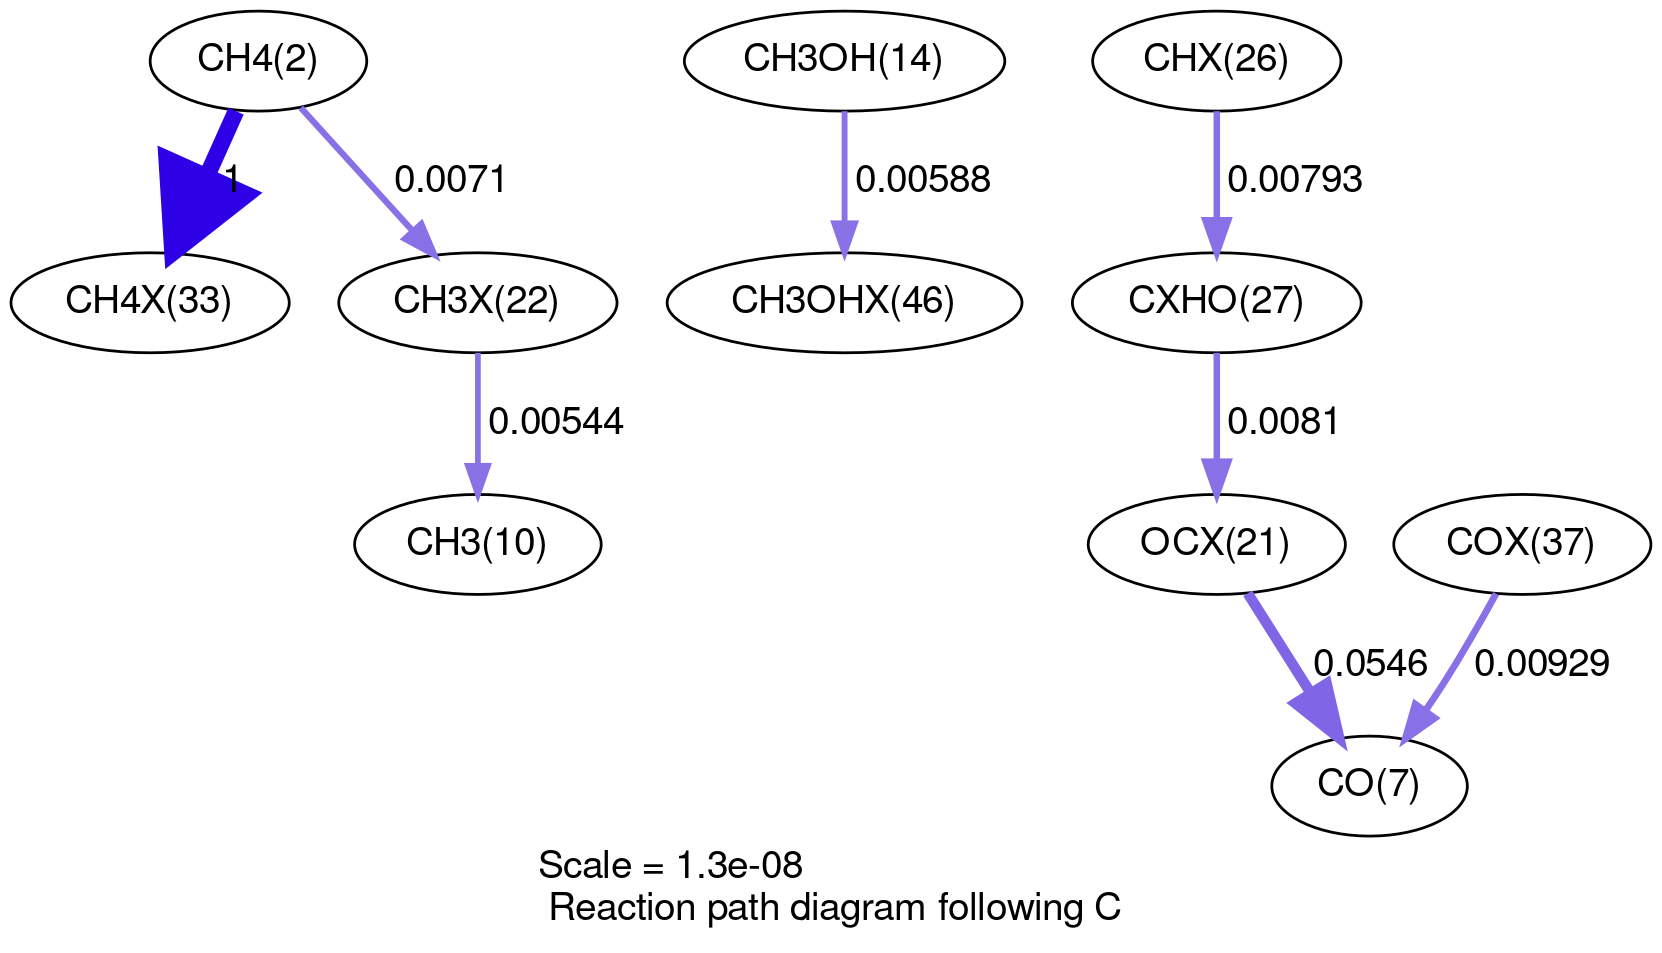 CH4(2)
CH3OH(14)
CHX(26)
1
0.0071
0.00588
0.00793
CH4X(33)
CH3X(22)
CH3OHX(46)
CXHO(27)
0.00544
0.0081
CH3(10)
OCX(21)
COX(37)
0.0546
0.00929
CO(7)
Scale = 1.3e-08
Reaction path diagram following C